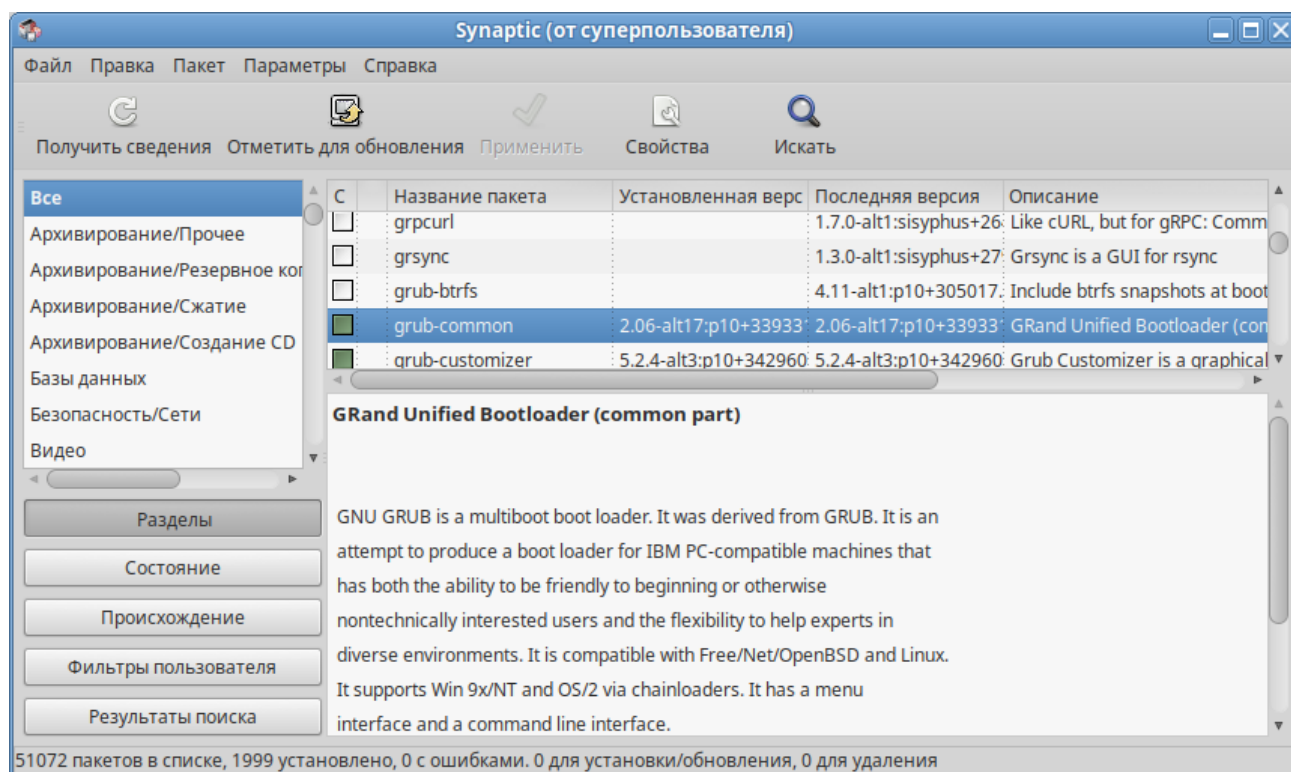 Synaptic (от суперпользователя)
Файл Правка Пакет Параметры Справка
Получить сведения Отметить для обновления Применить Свойства Искать
Все
Архивирование/Прочее
Архивирование/Резервное коп
Архивирование/Сжатие
Архивирование/Создание CD
Базы данных
Безопасность/Сети
Видео
Разделы
Состояние
Происхождение
Фильтры пользователя
Результаты поиска
С Название пакета Установленная верс Последняя версия Описание
grpcurl 1.7.0-alt1:sisyphus+26 Like cURL, but for gRPC: Comm
grsync 1.3.0-alt1:sisyphus+27 Grsync is a GUI for rsync
grub-btrfs 4.11-alt1:p10+305017. Include btrfs snapshots at boot
grub-common 2.06-alt17:p10+33933 2.06-alt17:p10+33933 GRand Unified Bootloader (con
grub-customizer 5.2.4-alt3:p10+342960 5.2.4-alt3:p10+342960 Grub Customizer is a graphical
GRand Unified Bootloader (common part)
GNU GRUB is a multiboot boot loader. It was derived from GRUB. It is an
attempt to produce a boot loader for IBM PC-compatible machines that
has both the ability to be friendly to beginning or otherwise
nontechnically interested users and the flexibility to help experts in
diverse environments. It is compatible with Free/Net/OpenBSD and Linux.
It supports Win 9x/NT and OS/2 via chainloaders. It has a menu
interface and a command line interface.
51072 пакетов в списке, 1999 установлено, 0 с ошибками. 0 для установки/обновления, 0 для удаления